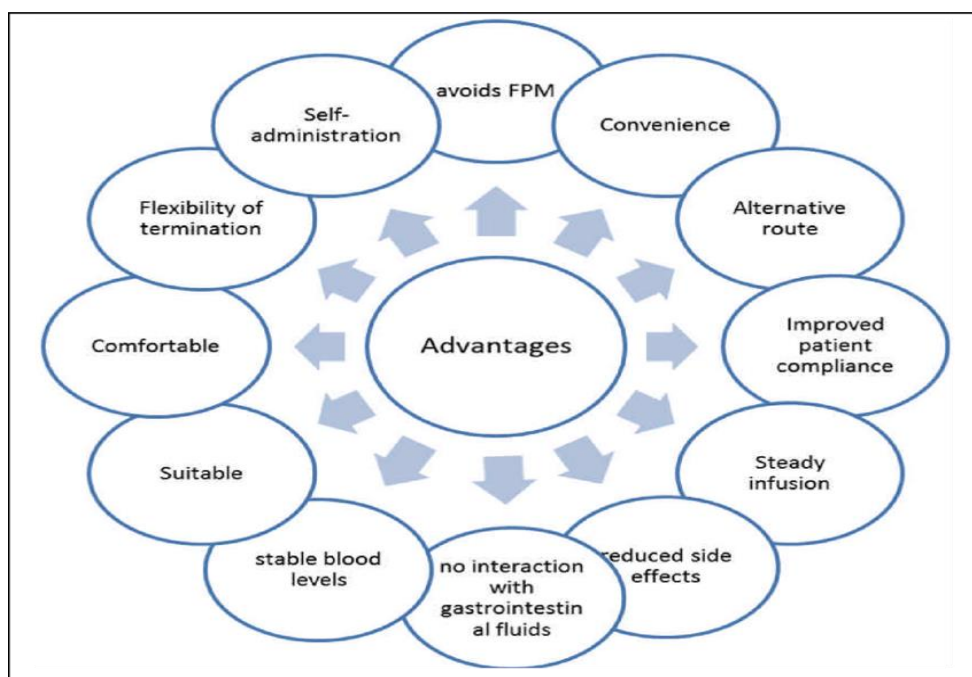 avoids FPM
Convenience
Alternative
route
Improved
patient
compliance
Steady
infusion
reduced side
effects
no interaction
with
gastrointestin
al fluids
stable blood
levels
Suitable
Comfortable
Flexibility of
termination
Self-
administration
Advantages